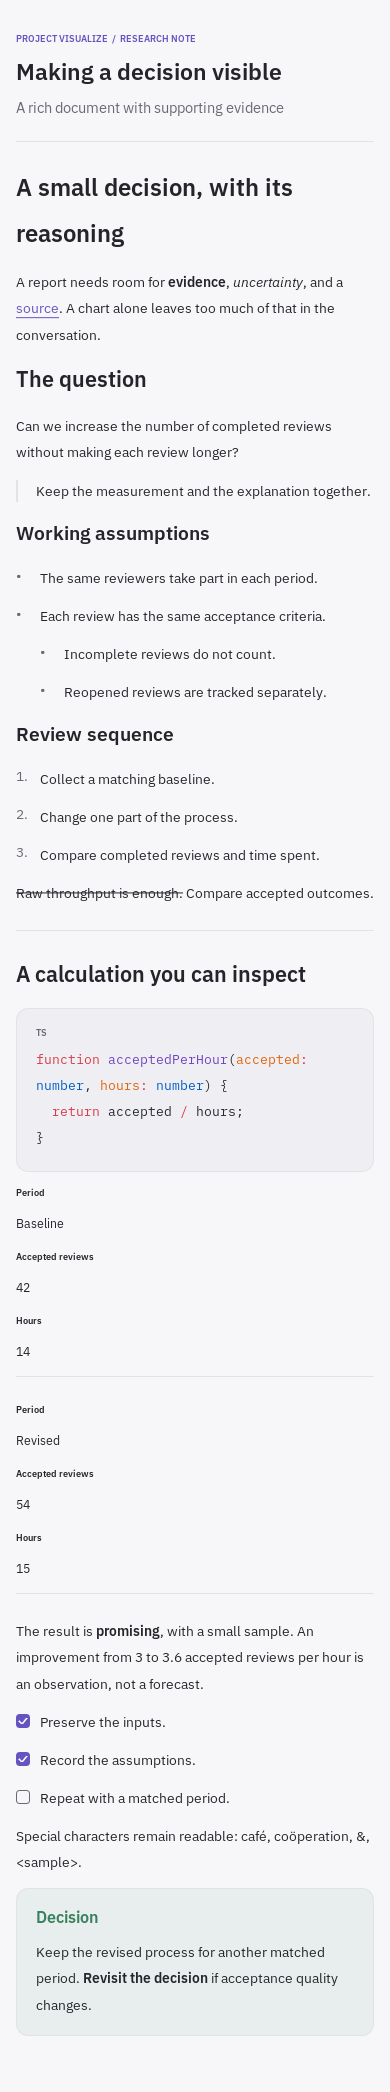 PROJECT VISUALIZE / RESEARCH NOTE
Making a decision visible
A rich document with supporting evidence
A small decision, with its
reasoning
A report needs room for evidence, uncertainty, and a
source. A chart alone leaves too much of that in the
conversation.
The question
Can we increase the number of completed reviews
without making each review longer?
Keep the measurement and the explanation together.
Working assumptions
• The same reviewers take part in each period.
• Each review has the same acceptance criteria.
• Incomplete reviews do not count.
• Reopened reviews are tracked separately.
Review sequence
1. Collect a matching baseline.
2. Change one part of the process.
3. Compare completed reviews and time spent.
Raw throughput is enough. Compare accepted outcomes.
A calculation you can inspect
TS
function acceptedPerHour(accepted:
number, hours: number) {
  return accepted / hours;
}
Period
Baseline
Accepted reviews
42
Hours
14
Period
Revised
Accepted reviews
54
Hours
15
The result is promising, with a small sample. An
improvement from 3 to 3.6 accepted reviews per hour is
an observation, not a forecast.
Preserve the inputs.
Record the assumptions.
Repeat with a matched period.
Special characters remain readable: café, coöperation, &,
<sample>.
Decision
Keep the revised process for another matched
period. Revisit the decision if acceptance quality
changes.